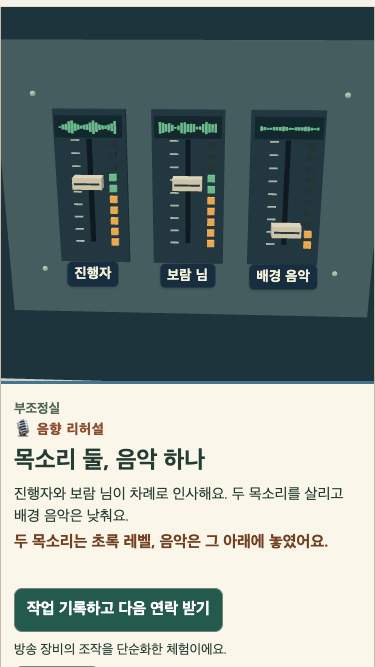 진행자
보람 님
배경 음악
부조정실
음향 리허설
목소리 둘, 음악 하나
진행자와 보람 님이 차례로 인사해요. 두 목소리를 살리고
배경 음악은 낮춰요.
두 목소리는 초록 레벨, 음악은 그 아래에 놓였어요.
작업 기록하고 다음 연락 받기
방송 장비의 조작을 단순화한 체험이에요.